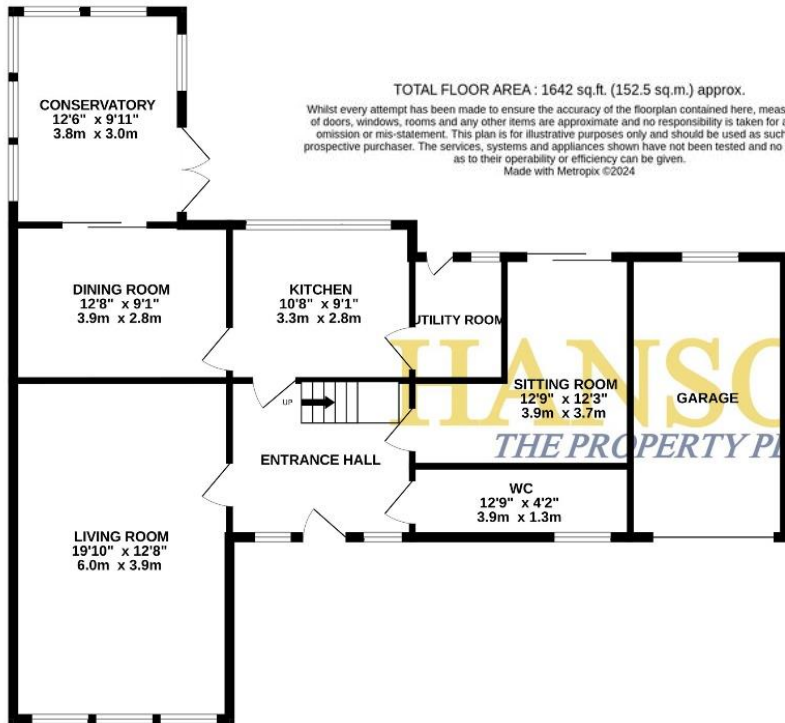 CONSERVATORY
12'6" x 9'11"
3.8m x 3.0m
TOTAL FLOOR AREA : 1642 sq.ft. (152.5 sq.m.) approx.
Whilst every attempt has been made to ensure the accuracy of the floorplan contained here,
of doors, windows, rooms and any other items are approximate and no responsibility is taken for
omission or mis-statement. This plan is for illustrative purposes only and should be used as such
prospective purchaser. The services, systems and appliances shown have not been tested and no
as to their operability or efficiency can be given.
Made with Metropix ©2024
DINING ROOM
12'8" x 9'1"
3.9m x 2.8m
KITCHEN
10'8" x 9'1"
3.3m x 2.8m
UTILITY ROOM
SITTING ROOM
12'9" x 12'3"
3.9m x 3.7m
GARAGE
HANSO
THE PROPERTY
UP
ENTRANCE HALL
WC
12'9" x 4'2"
3.9m x 1.3m
LIVING ROOM
19'10" x 12'8"
6.0m x 3.9m